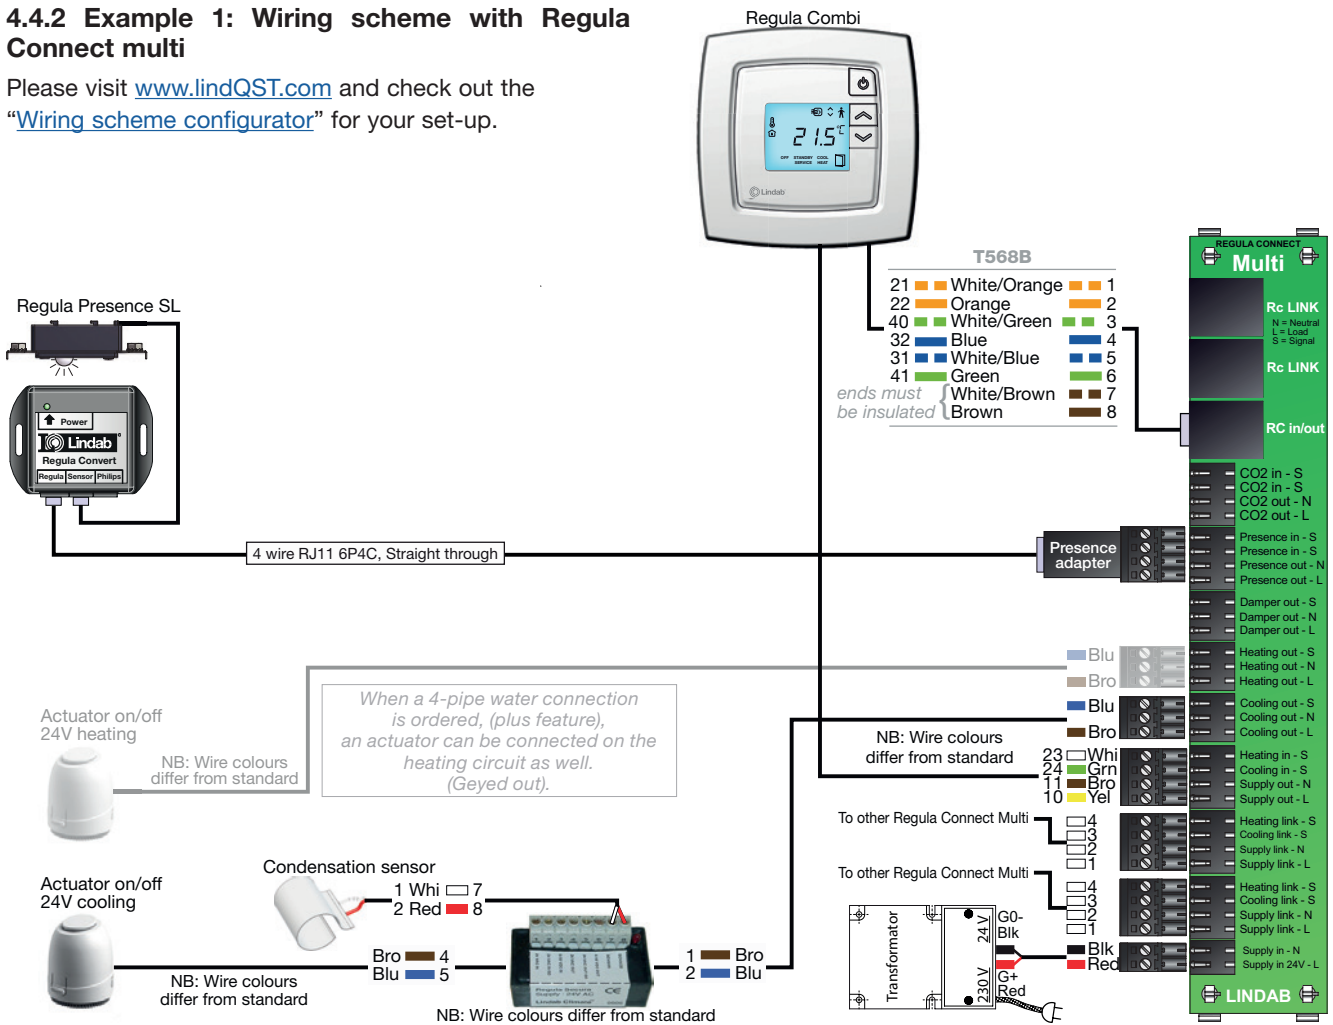 4.4.2 Example 1: Wiring scheme with Regula
Connect multi
Please visit www.lindQST.com and check out the
“Wiring scheme configurator” for your set-up.
Regula Combi
21.5 °C
OFF STANDBY COOL
SERVICE HEAT
Lindab
T568B
21 White/Orange 1
22 Orange 2
40 White/Green 3
32 Blue 4
31 White/Blue 5
41 Green 6
ends must White/Brown 7
be insulated Brown 8
REGULA CONNECT
Multi
Rc LINK
N = Neutral
L = Load
S = Signal
Rc LINK
RC in/out
CO2 in - S
CO2 in - S
CO2 out - N
CO2 out - L
Presence in - S
Presence in - S
Presence out - N
Presence out - L
Damper out - S
Damper out - N
Damper out - L
Heating out - S
Heating out - N
Heating out - L
Cooling out - S
Cooling out - N
Cooling out - L
Heating in - S
Cooling in - S
Supply out - N
Supply out - L
Heating link - S
Cooling link - S
Supply link - N
Supply link - L
Heating link - S
Cooling link - S
Supply link - N
Supply link - L
Supply in - N
Supply in 24V - L
LINDAB
Regula Presence SL
Power
Lindab
Regula Convert
Regula Sensor Philips
4 wire RJ11 6P4C, Straight through
Presence
adapter
Blu
Bro
Blu
Bro
NB: Wire colours
differ from standard
23 Whi
24 Grn
11 Bro
10 Yel
When a 4-pipe water connection
is ordered, (plus feature),
an actuator can be connected on the
heating circuit as well.
(Geyed out).
Actuator on/off
24V heating
NB: Wire colours
differ from standard
To other Regula Connect Multi
4
3
2
1
To other Regula Connect Multi
4
3
2
1
Condensation sensor
1 Whi 7
2 Red 8
Actuator on/off
24V cooling
NB: Wire colours
differ from standard
Bro 4
Blu 5
Regula Secura
Supply 24V AC
Lindab Climate
1 Bro
2 Blu
NB: Wire colours differ from standard
Transformator
24 V
230V
G0-
Blk
G+
Red
Blk
Red